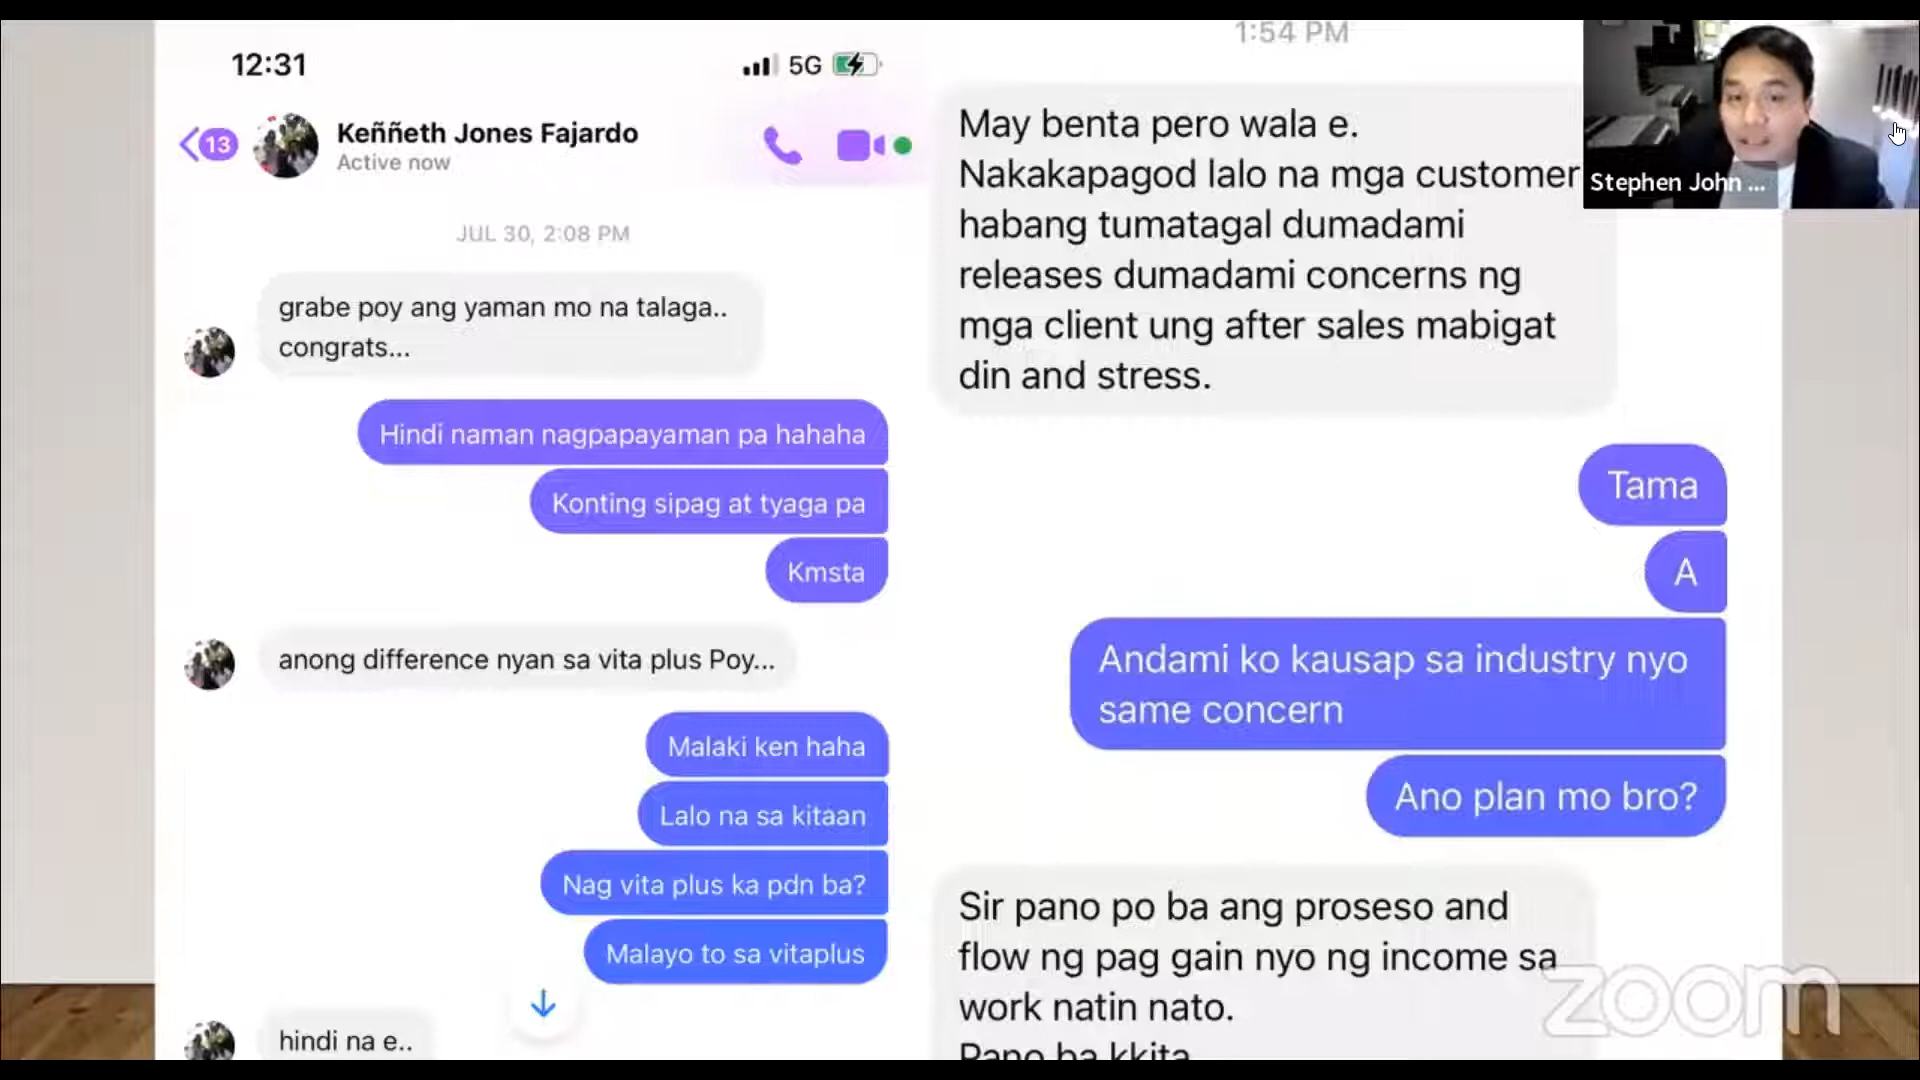 12:31
5G
13
Keññeth Jones Fajardo
Active now
JUL 30, 2:08 PM
grabe poy ang yaman mo na talaga..
congrats...
Hindi naman nagpapayaman pa hahaha
Konting sipag at tyaga pa
Kmsta
anong difference nyan sa vita plus Poy...
Malaki ken haha
Lalo na sa kitaan
Nag vita plus ka pdn ba?
Malayo to sa vitaplus
hindi na e..
1:54 PM
May benta pero wala e.
Nakakapagod lalo na mga customer
habang tumatagal dumadami
releases dumadami concerns ng
mga client ung after sales mabigat
din and stress.
Tama
A
Andami ko kausap sa industry nyo
same concern
Ano plan mo bro?
Sir pano po ba ang proseso and
flow ng pag gain nyo ng income sa
work natin nato.
Pano ba kkita
Stephen John ...
zoom